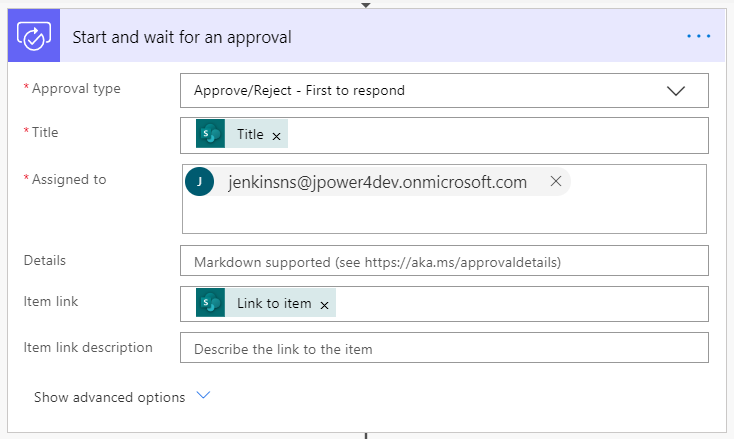 Start and wait for an approval
* Approval type
Approve/Reject - First to respond
* Title
S Title ×
* Assigned to
J jenkinsns@jpower4dev.onmicrosoft.com ×
Details
Markdown supported (see https://aka.ms/approvaldetails)
Item link
S Link to item ×
Item link description
Describe the link to the item
Show advanced options